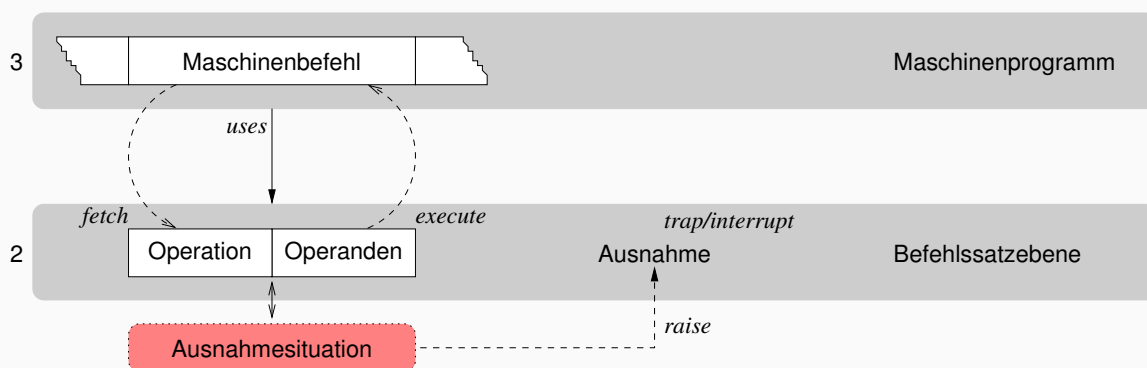 3
Maschinenbefehl
Maschinenprogramm
uses
fetch
execute
trap/interrupt
2
Operation
Operanden
Ausnahme
Befehlssatzebene
raise
Ausnahmesituation